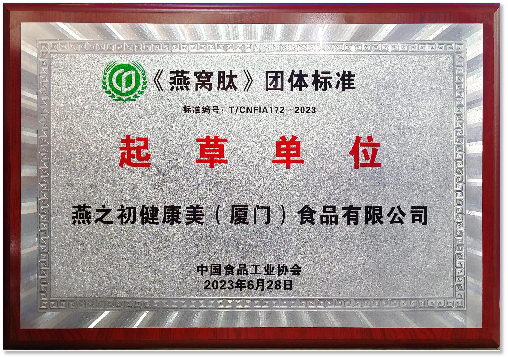 《燕窝肽》团体标准
标准编号：T/CNFIA172—2023
起草单位
燕之初健康美（厦门）食品有限公司
中国食品工业协会
2023年6月28日